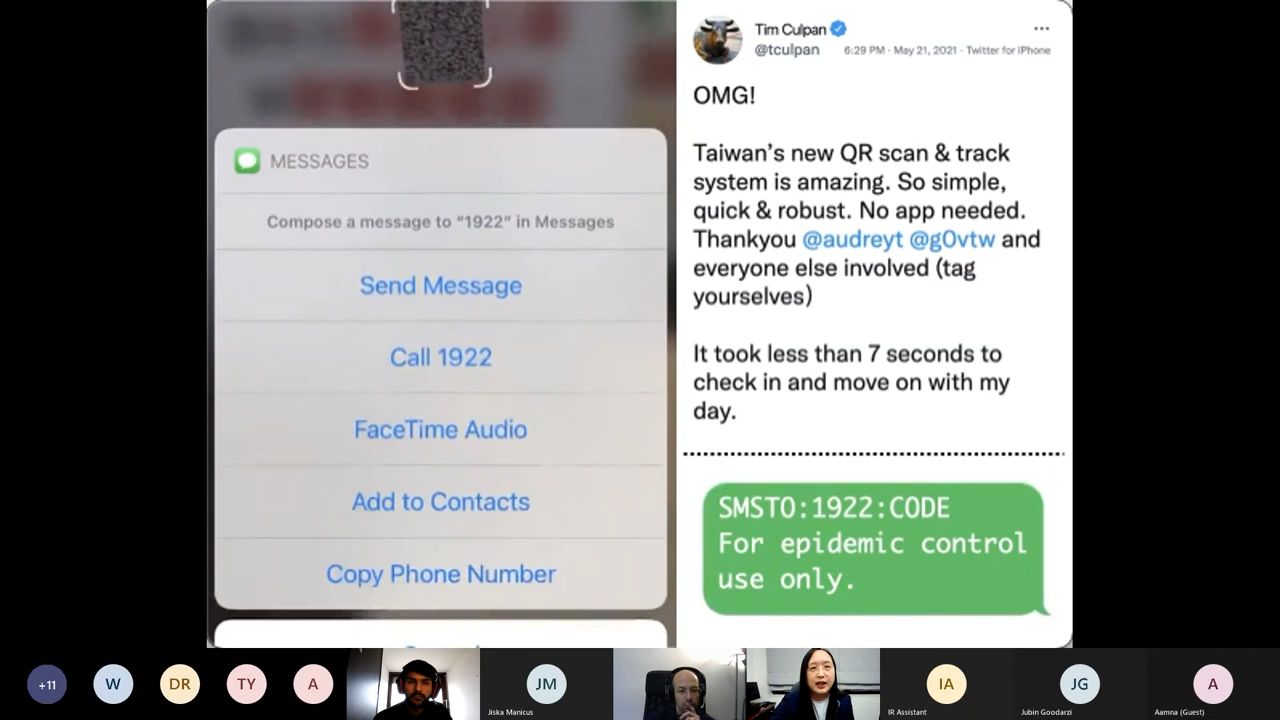 MESSAGES
Compose a message to “1922” in Messages
Send Message
Call 1922
FaceTime Audio
Add to Contacts
Copy Phone Number
Tim Culpan
@tculpan
6:29 PM · May 21, 2021 · Twitter for iPhone
OMG!
Taiwan’s new QR scan & track
system is amazing. So simple,
quick & robust. No app needed.
Thankyou @audreyt @g0vtw and
everyone else involved (tag
yourselves)
It took less than 7 seconds to
check in and move on with my
day.
SMSTO:1922:CODE
For epidemic control
use only.
+11
W
DR
TY
A
JM
Jiska Manicus
IA
IR Assistant
JG
Jubin Goodarzi
A
Aamna (Guest)